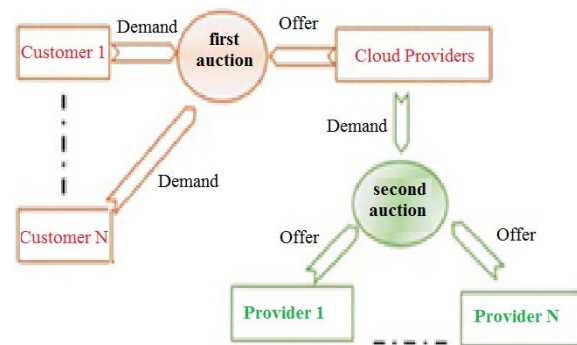 Demand
Offer
Customer 1
first
auction
Cloud Providers
Demand
Demand
second
auction
Customer N
Offer
Offer
Provider 1
Provider N